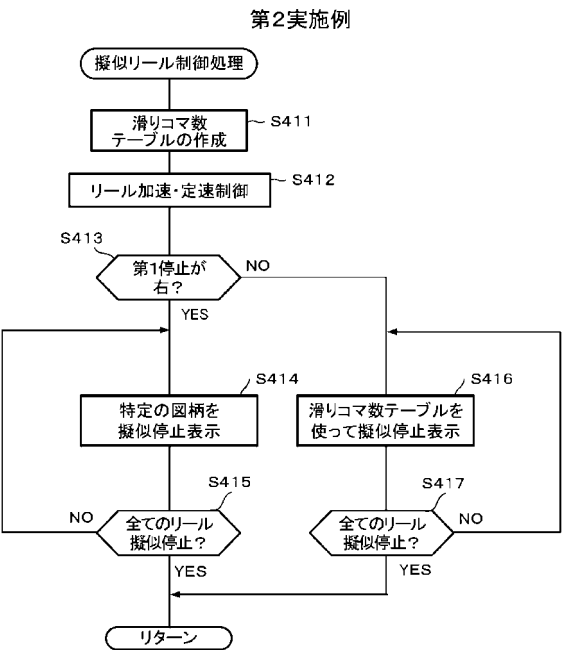 第2実施例
擬似リール制御処理
滑りコマ数
テーブルの作成
S411
リール加速・定速制御
S412
S413
第1停止が
右?
NO
YES
特定の図柄を
擬似停止表示
S414
滑りコマ数テーブルを
使って擬似停止表示
S416
S415
NO
全てのリール
擬似停止?
YES
S417
全てのリール
擬似停止?
NO
YES
リターン